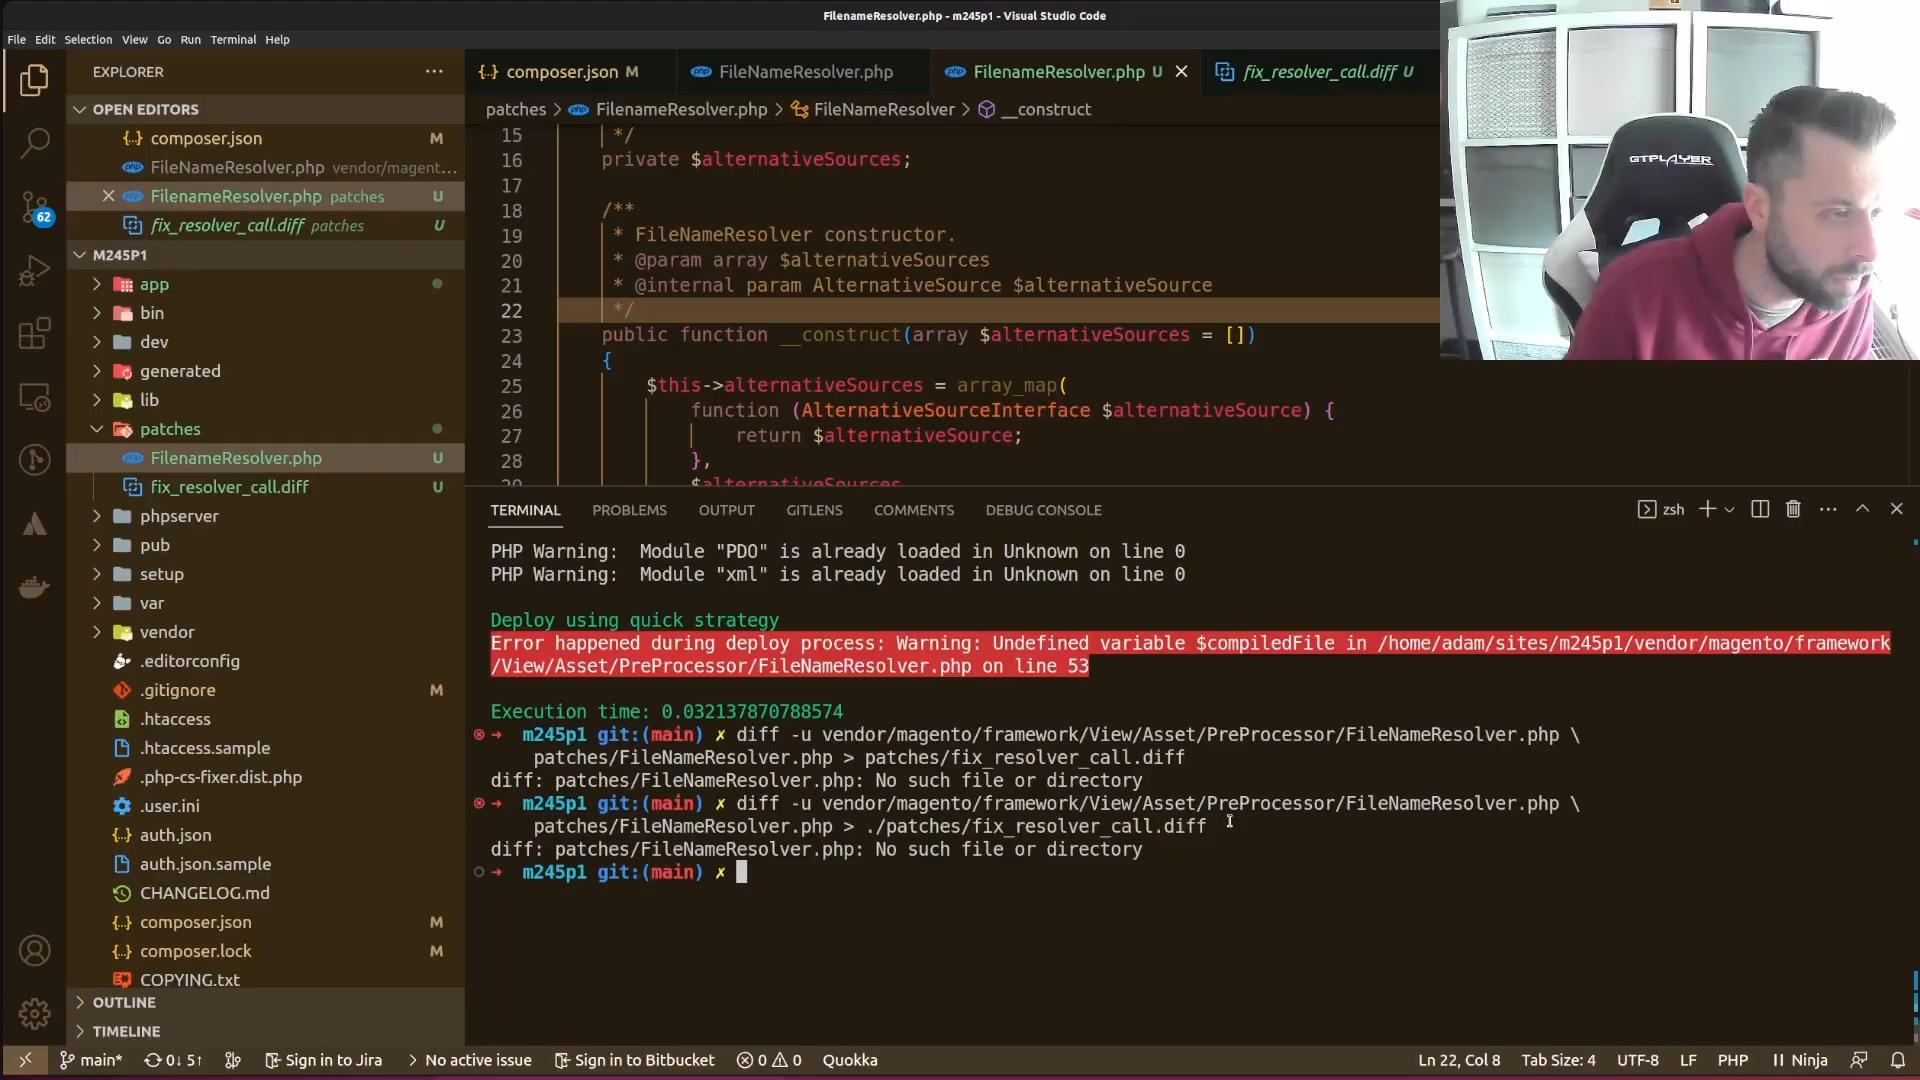 FilenameResolver.php - m245p1 - Visual Studio Code
File Edit Selection View Go Run Terminal Help
EXPLORER
OPEN EDITORS
composer.json M
FileNameResolver.php vendor/magent...
FilenameResolver.php patches U
fix_resolver_call.diff patches U
M245P1
app
bin
dev
generated
lib
patches
FilenameResolver.php U
fix_resolver_call.diff U
phpserver
pub
setup
var
vendor
.editorconfig
.gitignore M
.htaccess
.htaccess.sample
.php-cs-fixer.dist.php
.user.ini
auth.json
auth.json.sample
CHANGELOG.md
composer.json M
composer.lock M
COPYING.txt
OUTLINE
TIMELINE
62
composer.json M FileNameResolver.php FilenameResolver.php U fix_resolver_call.diff U
patches > FilenameResolver.php > FileNameResolver > __construct
15 */
16 private $alternativeSources;
17
18 /**
19 * FileNameResolver constructor.
20 * @param array $alternativeSources
21 * @internal param AlternativeSource $alternativeSource
22 */
23 public function __construct(array $alternativeSources = [])
24 {
25 $this->alternativeSources = array_map(
26 function (AlternativeSourceInterface $alternativeSource) {
27 return $alternativeSource;
28 },
29 $alternativeSources
GTPLAYER
TERMINAL PROBLEMS OUTPUT GITLENS COMMENTS DEBUG CONSOLE zsh
PHP Warning:  Module "PDO" is already loaded in Unknown on line 0
PHP Warning:  Module "xml" is already loaded in Unknown on line 0
Deploy using quick strategy
Error happened during deploy process: Warning: Undefined variable $compiledFile in /home/adam/sites/m245p1/vendor/magento/framework
/View/Asset/PreProcessor/FileNameResolver.php on line 53
Execution time: 0.032137870788574
➜ m245p1 git:(main) ✗ diff -u vendor/magento/framework/View/Asset/PreProcessor/FileNameResolver.php \
patches/FileNameResolver.php > patches/fix_resolver_call.diff
diff: patches/FileNameResolver.php: No such file or directory
➜ m245p1 git:(main) ✗ diff -u vendor/magento/framework/View/Asset/PreProcessor/FileNameResolver.php \
patches/FileNameResolver.php > ./patches/fix_resolver_call.diff
diff: patches/FileNameResolver.php: No such file or directory
➜ m245p1 git:(main) ✗
main* 0↓ 5↑ Sign in to Jira > No active issue Sign in to Bitbucket 0 0 Quokka Ln 22, Col 8 Tab Size: 4 UTF-8 LF PHP Ninja